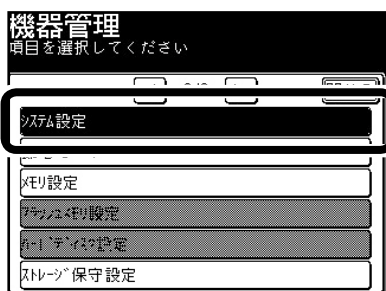 機器管理
項目を選択してください
ｼｽﾃﾑ設定
ﾒﾓﾘ設定
ﾌﾗｯｼｭﾒﾓﾘ設定
ﾊｰﾄﾞﾃﾞｨｽｸ設定
ｽﾄﾚｰｼﾞ保守設定